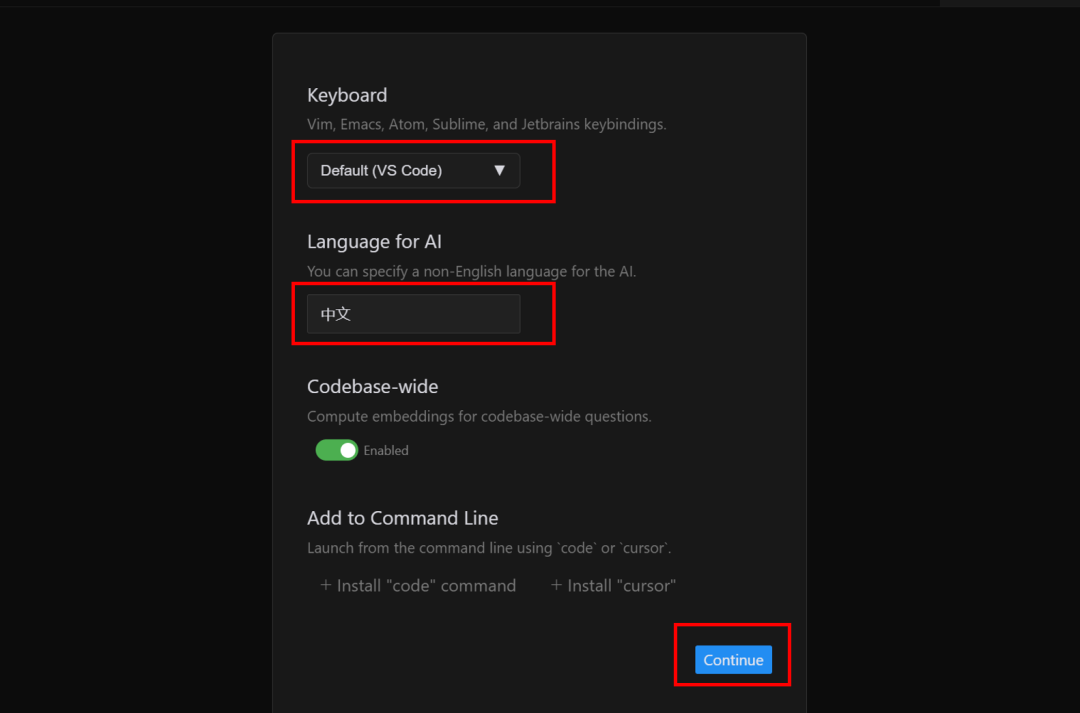 Keyboard
Vim, Emacs, Atom, Sublime, and Jetbrains keybindings.
Default (VS Code) ▼
Language for AI
You can specify a non-English language for the AI.
中文
Codebase-wide
Compute embeddings for codebase-wide questions.
Enabled
Add to Command Line
Launch from the command line using `code` or `cursor`.
+ Install "code" command + Install "cursor"
Continue